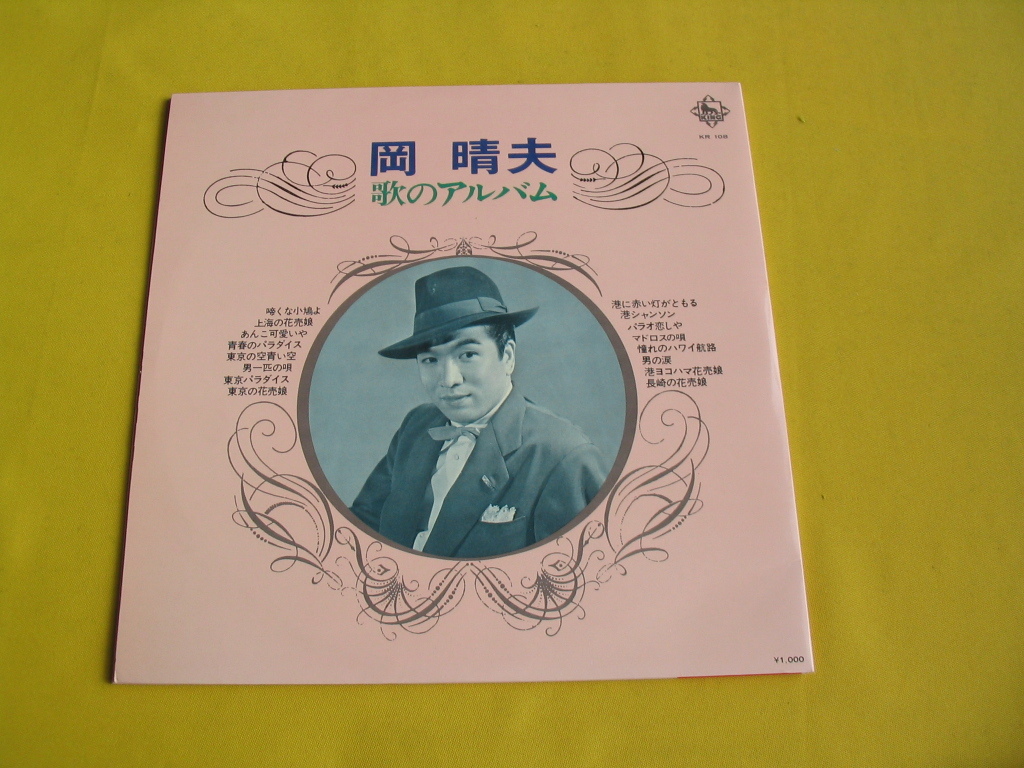 KING
KR 108
岡 晴夫
歌のアルバム
啼くな小鳩よ
上海の花売娘
あんこ可愛いや
青春のパラダイス
東京の空青い空
男一匹の唄
東京パラダイス
東京の花売娘
港に赤い灯がともる
港シャンソン
パラオ恋しや
マドロスの唄
憧れのハワイ航路
男の涙
港ヨコハマ花売娘
長崎の花売娘
¥1,000